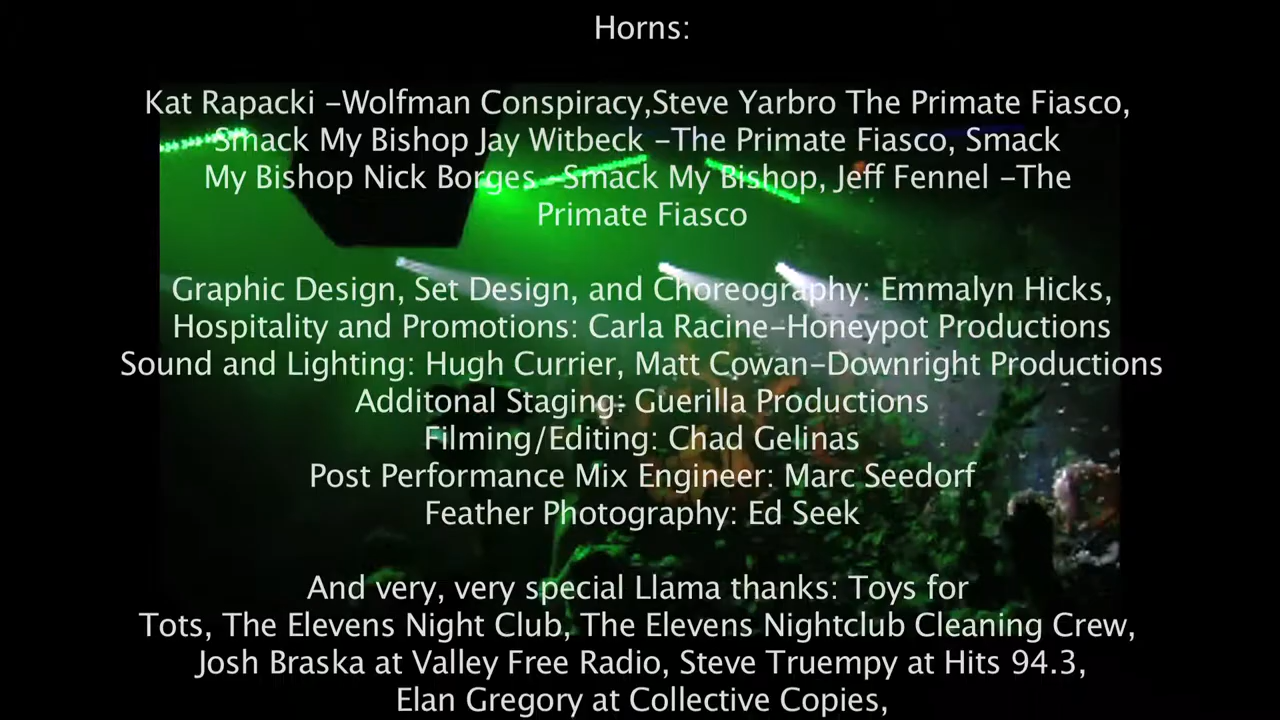 Horns:
Kat Rapacki -Wolfman Conspiracy,Steve Yarbro The Primate Fiasco,
Smack My Bishop Jay Witbeck -The Primate Fiasco, Smack
My Bishop Nick Borges -Smack My Bishop, Jeff Fennel -The
Primate Fiasco
Graphic Design, Set Design, and Choreography: Emmalyn Hicks,
Hospitality and Promotions: Carla Racine-Honeypot Productions
Sound and Lighting: Hugh Currier, Matt Cowan-Downright Productions
Additonal Staging: Guerilla Productions
Filming/Editing: Chad Gelinas
Post Performance Mix Engineer: Marc Seedorf
Feather Photography: Ed Seek
And very, very special Llama thanks: Toys for
Tots, The Elevens Night Club, The Elevens Nightclub Cleaning Crew,
Josh Braska at Valley Free Radio, Steve Truempy at Hits 94.3,
Elan Gregory at Collective Copies,